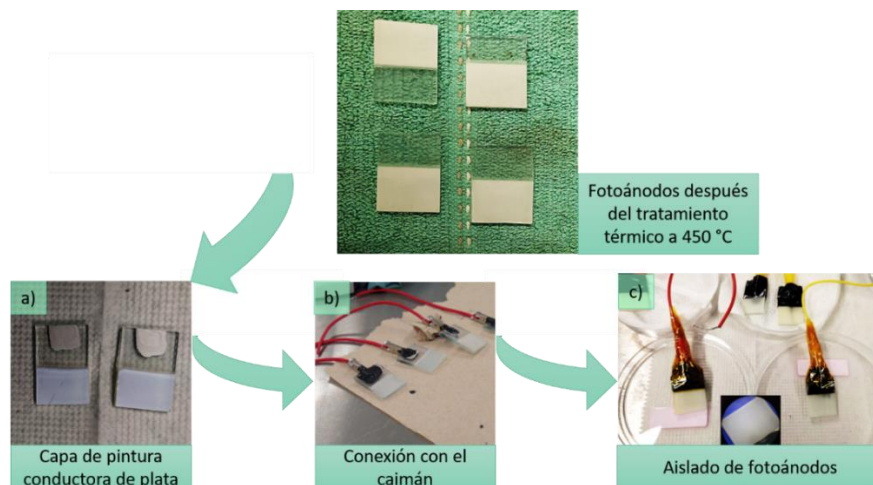 Fotoánodos después
del tratamiento
térmico a 450 °C
a)
Capa de pintura
conductora de plata
b)
Conexión con el
caimán
c)
Aislado de fotoánodos